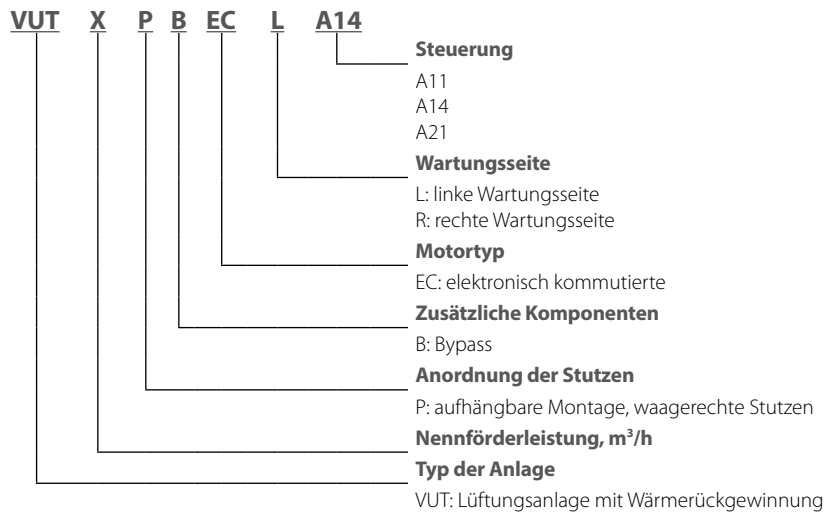 VUT X P B EC L A14
Steuerung
A11
A14
A21
Wartungsseite
L: linke Wartungsseite
R: rechte Wartungsseite
Motortyp
EC: elektronisch kommutierte
Zusätzliche Komponenten
B: Bypass
Anordnung der Stutzen
P: aufhängbare Montage, waagerechte Stutzen
Nennförderleistung, m³/h
Typ der Anlage
VUT: Lüftungsanlage mit Wärmerückgewinnung